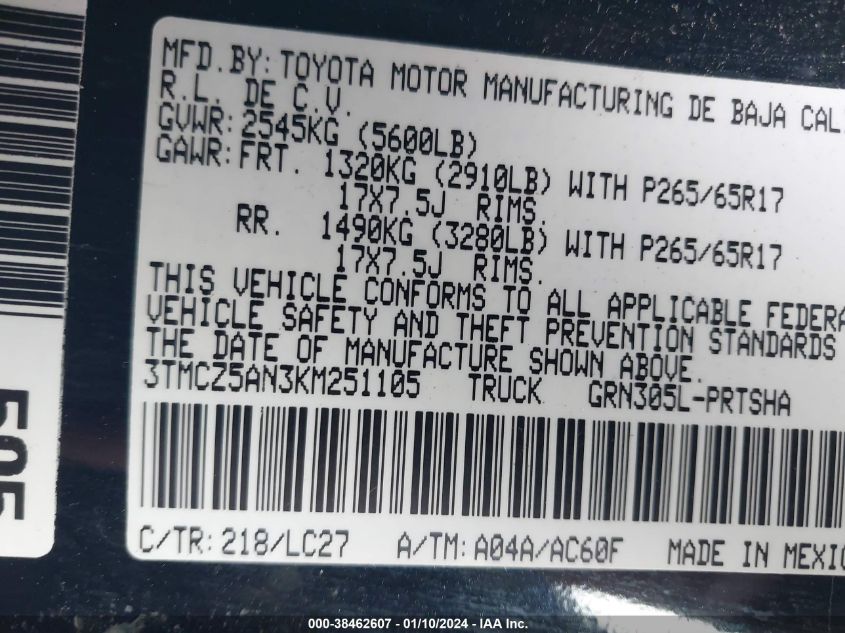 MFD.BY: TOYOTA MOTOR MANUFACTURING DE BAJA CAL
R.L. DE C.V.
GVWR: 2545KG (5600LB)
GAWR: FRT. 1320KG (2910LB) WITH P265/65R17
17X7.5J RIMS.
RR. 1490KG (3280LB) WITH P265/65R17
17X7.5J RIMS.
THIS VEHICLE CONFORMS TO ALL APPLICABLE FEDERA
VEHICLE SAFETY AND THEFT PREVENTION STANDARDS
THE DATE OF MANUFACTURE SHOWN ABOVE.
3TMCZ5AN3KM251105 TRUCK GRN305L-PRTSHA
C/TR: 218/LC27 A/TM: A04A/AC60F MADE IN MEXICO
505
000-38462607 - 01/10/2024 - IAA Inc.